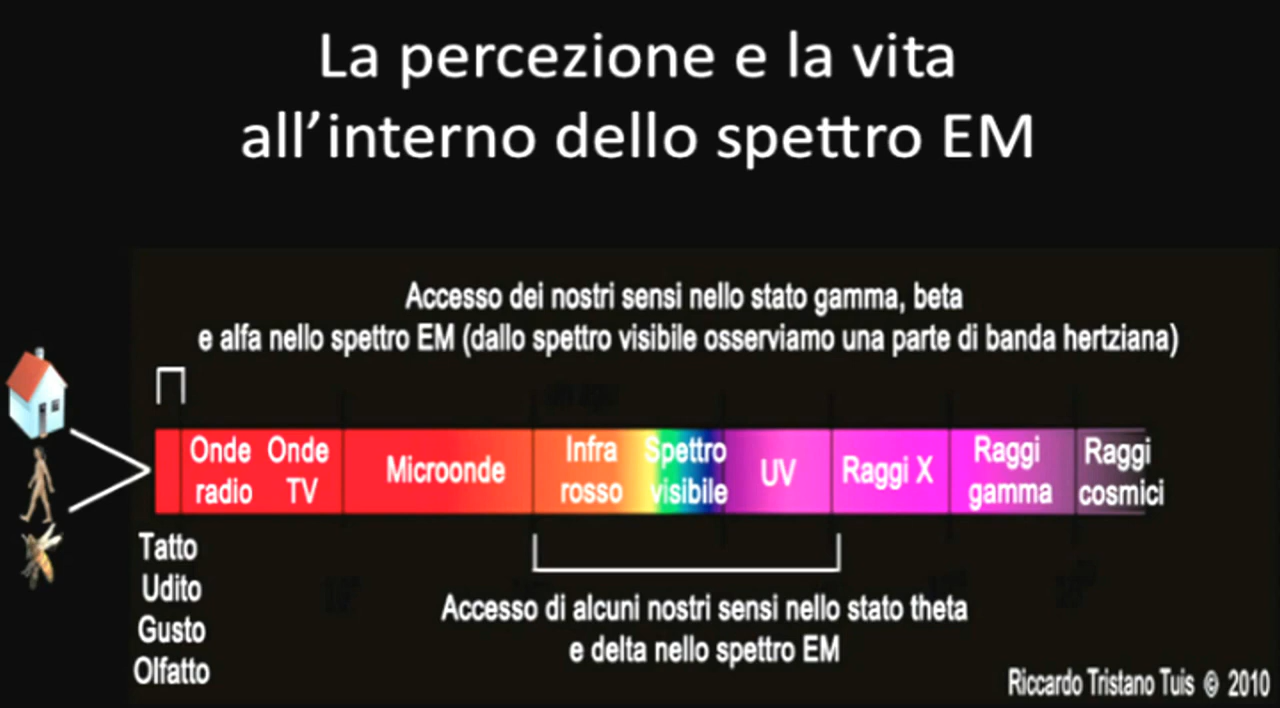 La percezione e la vita
all'interno dello spettro EM
Accesso dei nostri sensi nello stato gamma, beta
e alfa nello spettro EM (dallo spettro visibile osserviamo una parte di banda hertziana)
Onde radio
Onde TV
Microonde
Infra rosso
Spettro visibile
UV
Raggi X
Raggi gamma
Raggi cosmici
Tatto
Udito
Gusto
Olfatto
Accesso di alcuni nostri sensi nello stato theta
e delta nello spettro EM
Riccardo Tristano Tuis © 2010